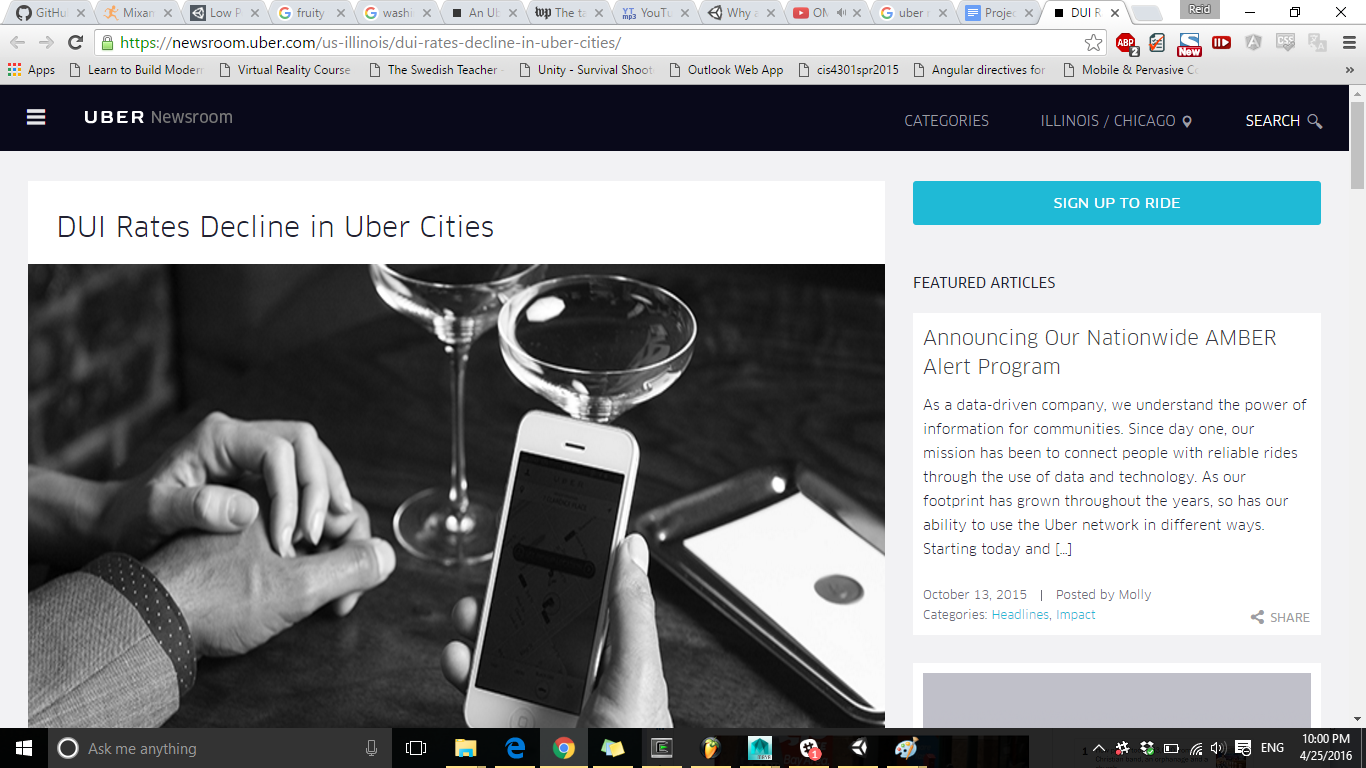 GitHu
Mixam
Low P
fruity
washi
An Ub
The ta
YouTu
Why a
OM
uber r
Projec
DUI R
Reid
https://newsroom.uber.com/us-illinois/dui-rates-decline-in-uber-cities/
ABP
2
New
CSS
Apps
Learn to Build Modern
Virtual Reality Course
The Swedish Teacher -
Unity - Survival Shoot
Outlook Web App
cis4301spr2015
Angular directives for
Mobile & Pervasive Co
»
UBER Newsroom
CATEGORIES
ILLINOIS / CHICAGO
SEARCH
DUI Rates Decline in Uber Cities
SIGN UP TO RIDE
FEATURED ARTICLES
Announcing Our Nationwide AMBER
Alert Program
As a data-driven company, we understand the power of
information for communities. Since day one, our
mission has been to connect people with reliable rides
through the use of data and technology. As our
footprint has grown throughout the years, so has our
ability to use the Uber network in different ways.
Starting today and [...]
October 13, 2015 | Posted by Molly
Categories: Headlines, Impact
SHARE
UBER
Ask me anything
1
ENG
10:00 PM
4/25/2016